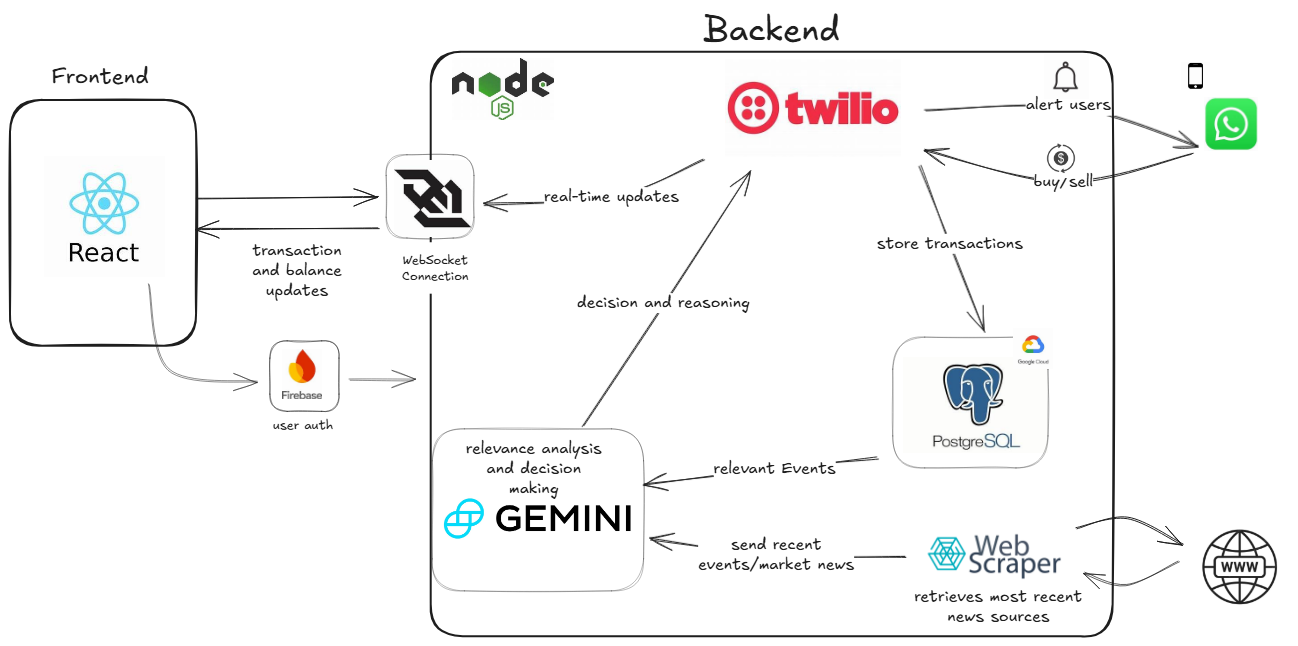 Backend
Frontend
node
JS
twilio
alert users
buy/sell
React
real-time updates
transaction
and balance
updates
WebSocket
Connection
store transactions
decision and reasoning
Firebase
user auth
Google Cloud
PostgreSQL
relevance analysis
and decision
making
GEMINI
relevant Events
send recent
events/market news
Web
Scraper
retrieves most recent
news sources
WWW